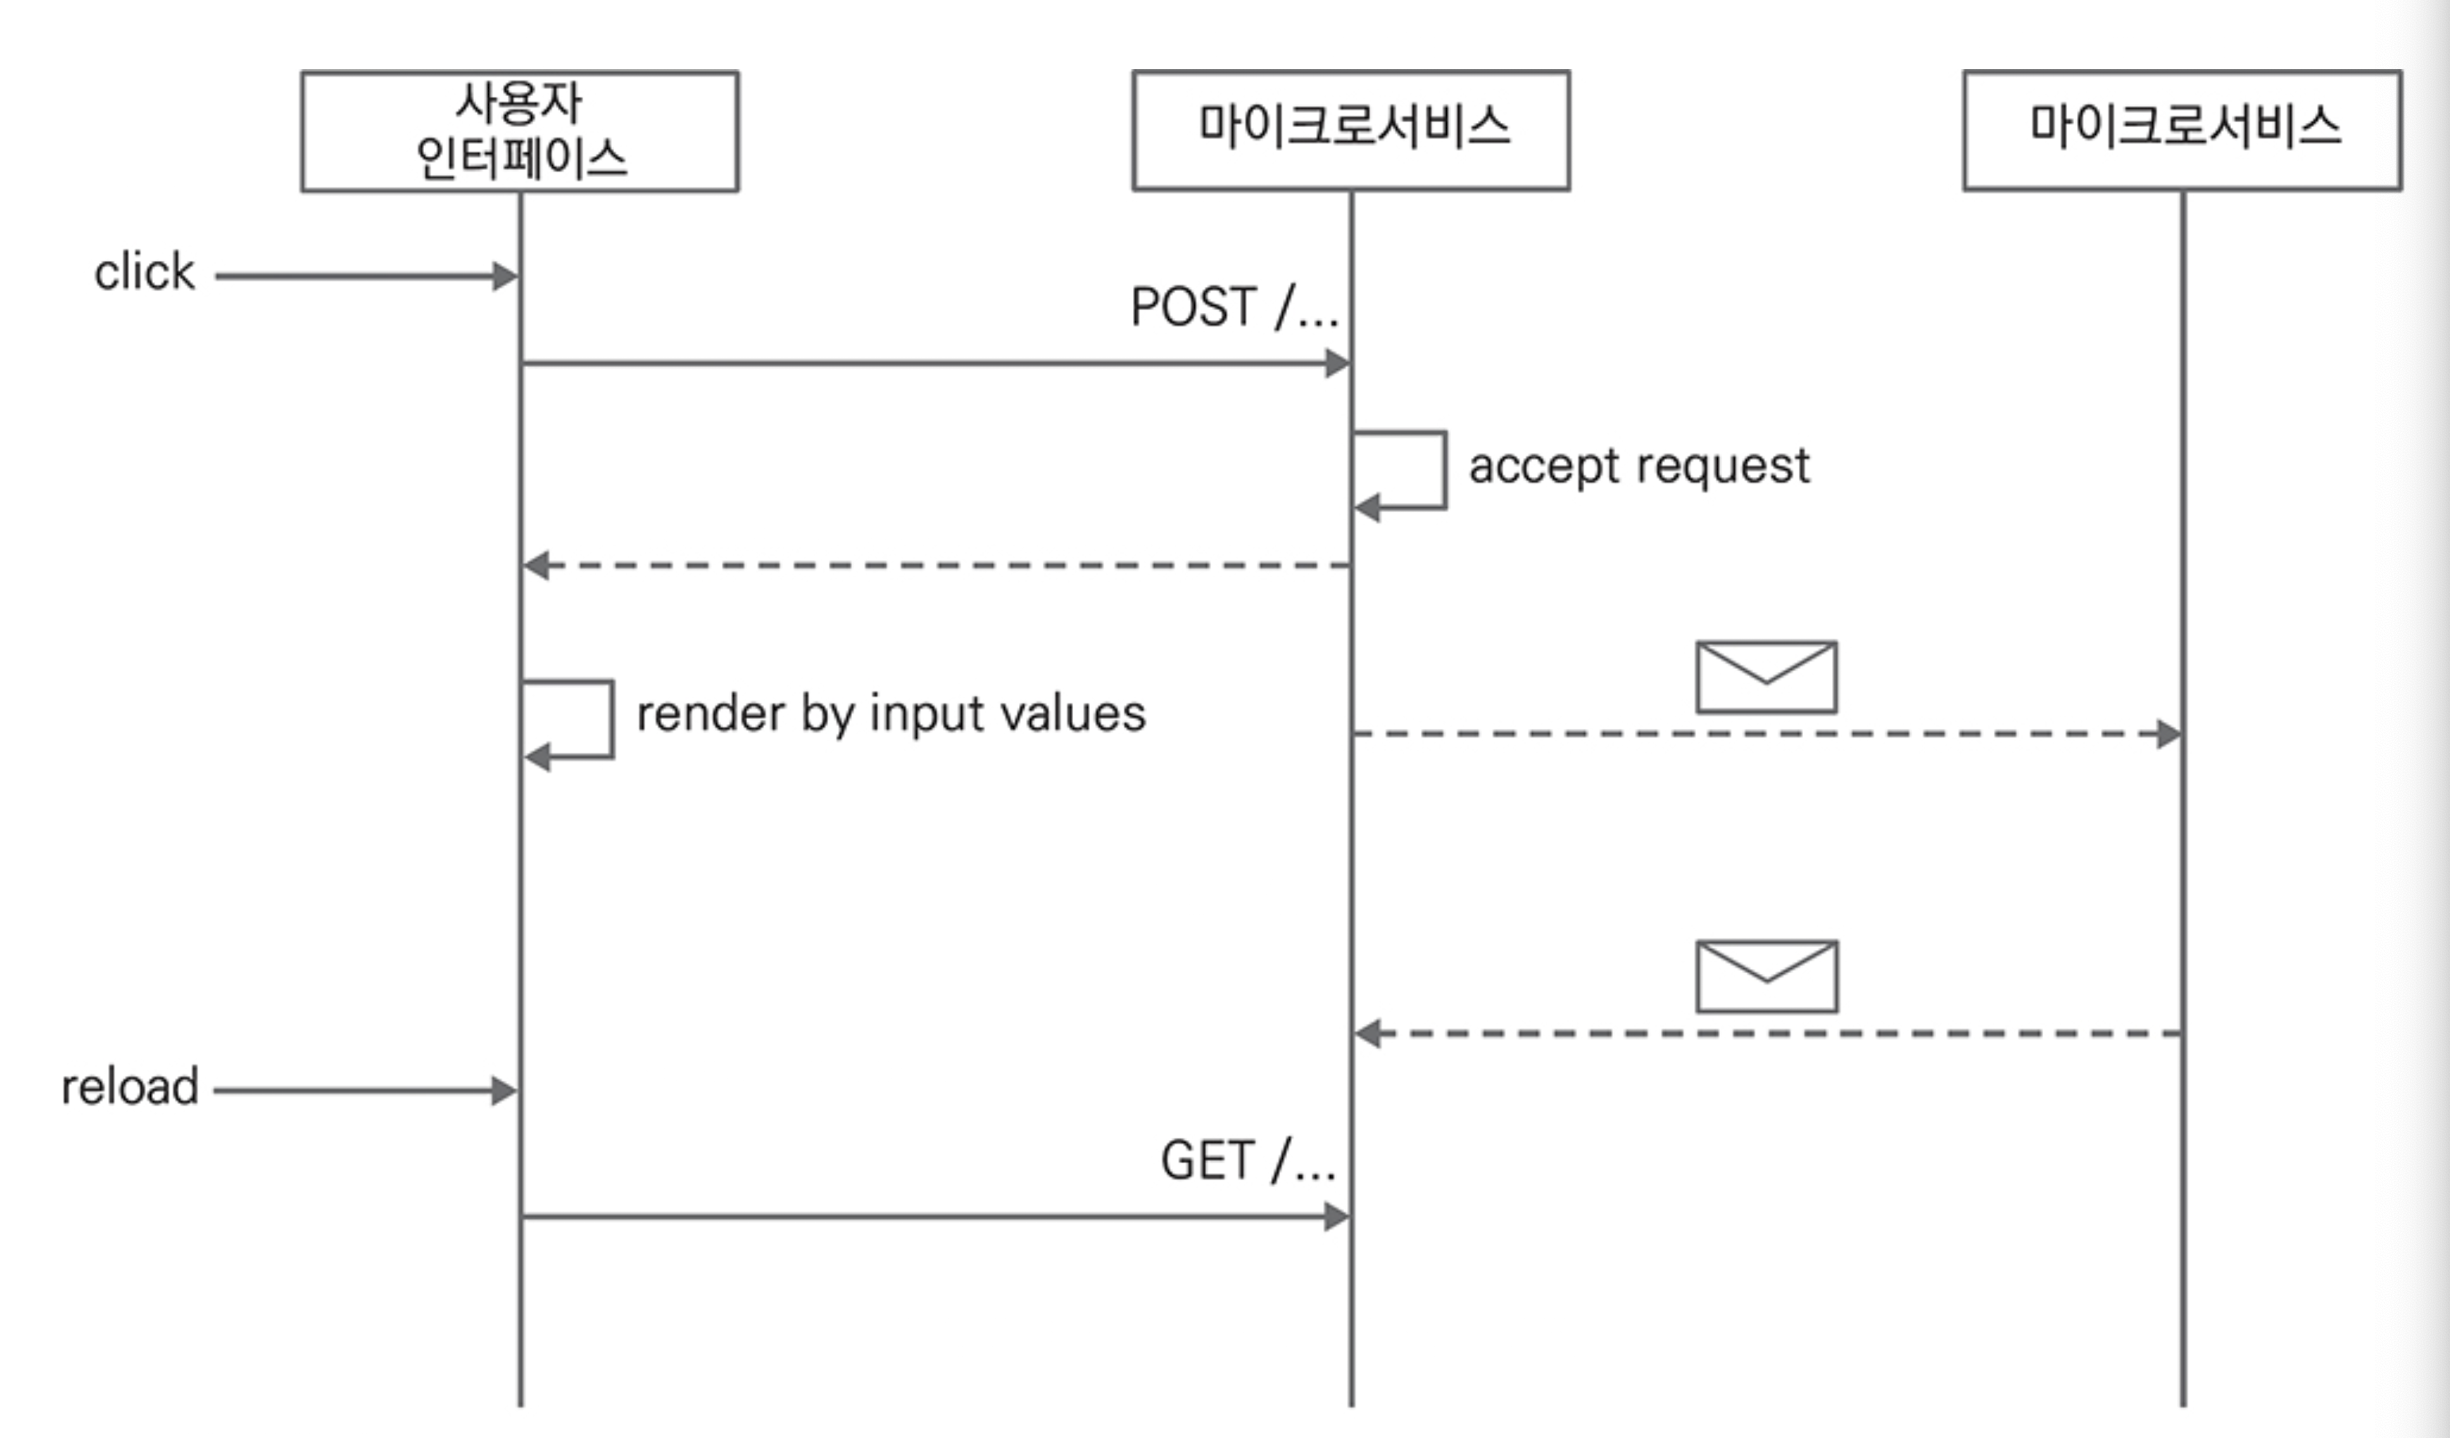 사용자
인터페이스
마이크로서비스
마이크로서비스
click
POST /...
accept request
render by input values
reload
GET /...